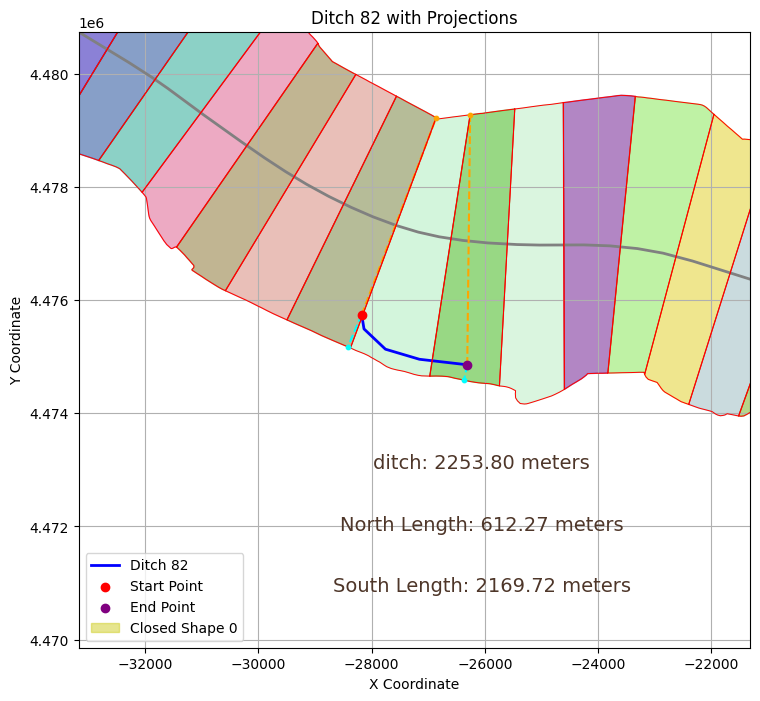 Ditch 82 with Projections
1e6
4.480
4.478
4.476
4.474
4.472
4.470
Y Coordinate
ditch: 2253.80 meters
North Length: 612.27 meters
South Length: 2169.72 meters
Ditch 82
Start Point
End Point
Closed Shape 0
−32000
−30000
−28000
−26000
−24000
−22000
X Coordinate